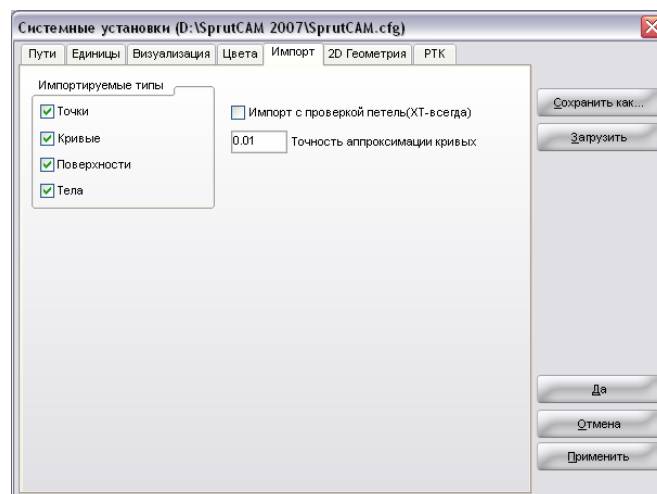 Системные установки (D:\SprutCAM 2007\SprutCAM.cfg)
Пути Единицы Визуализация Цвета Импорт 2D Геометрия РТК
Импортируемые типы
Точки
Кривые
Поверхности
Тела
Импорт с проверкой петель(XT-всегда)
0.01 Точность аппроксимации кривых
Сохранить как...
Загрузить
Да
Отмена
Применить